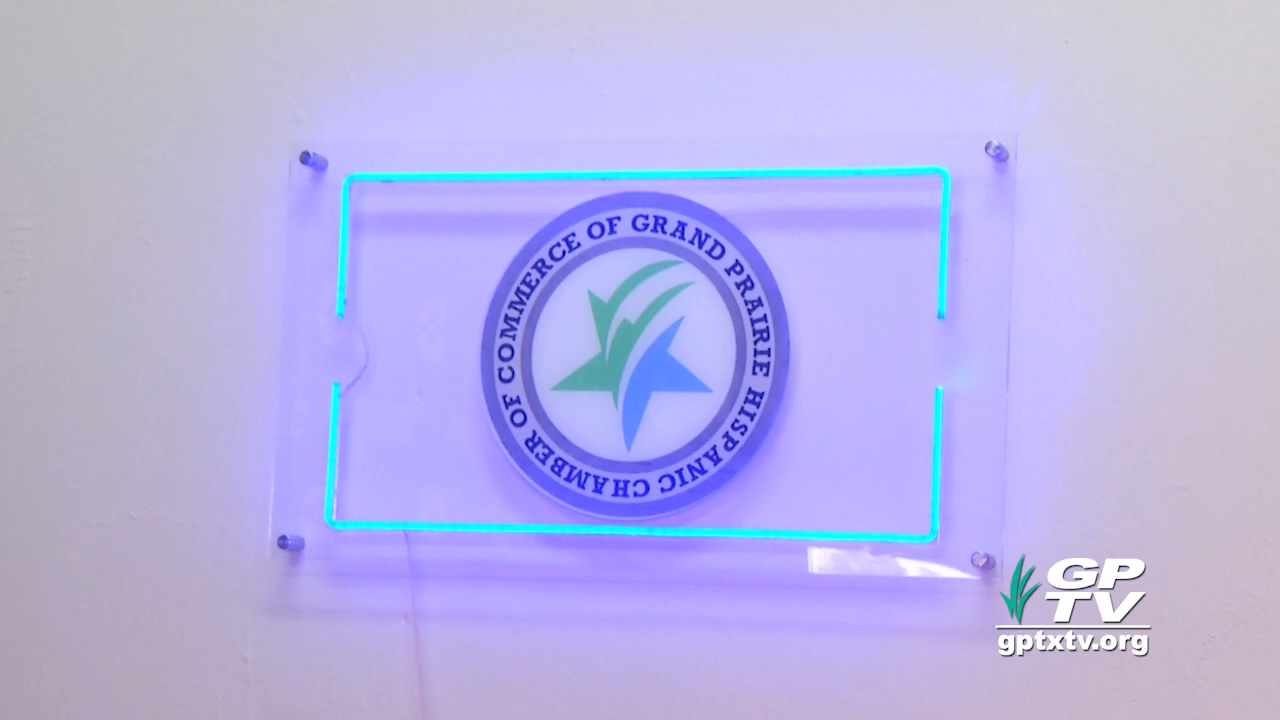 CHAMBER OF COMMERCE OF GRAND PRAIRIE HISPANIC
GP
TV
gptxtv.org